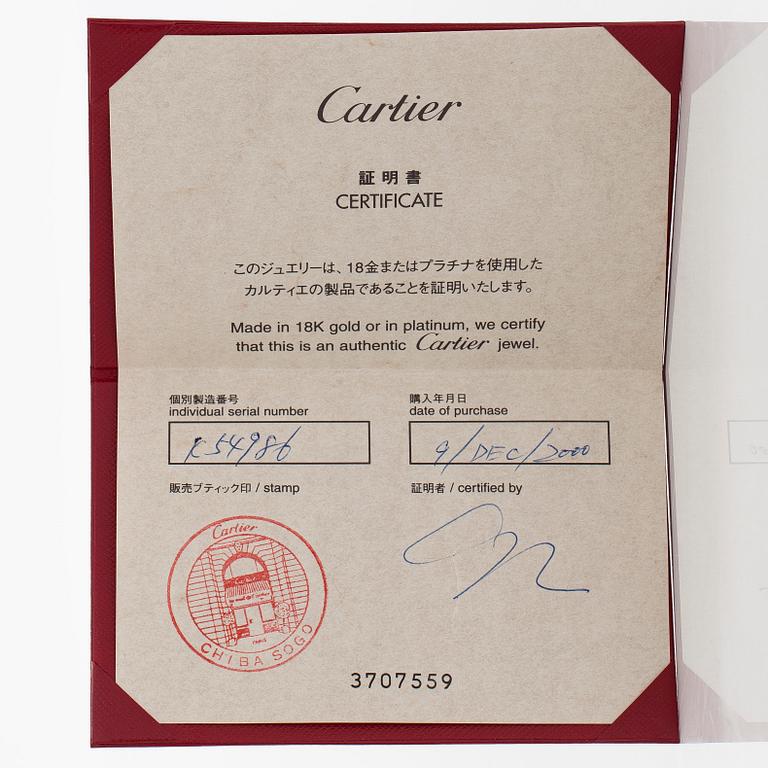 Cartier
証明書
CERTIFICATE
このジュエリーは、18金またはプラチナを使用した
カルティエの製品であることを証明いたします。
Made in 18K gold or in platinum, we certify
that this is an authentic Cartier jewel.
個別製造番号
individual serial number
K54986
購入年月日
date of purchase
9/DEC/2000
販売ブティック印 / stamp
証明者 / certified by
Cartier
CHIBA SOGO
3707559